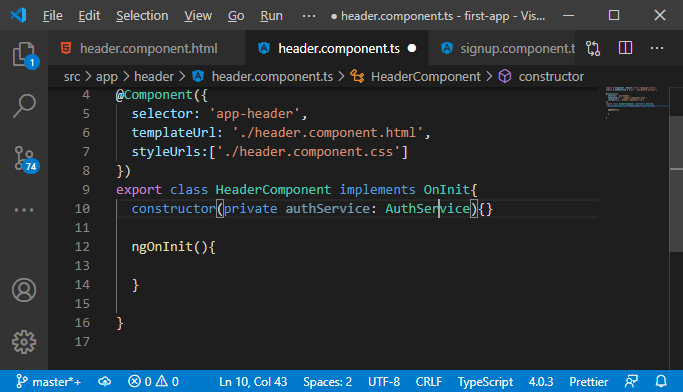 File Edit Selection View Go Run ··· ● header.component.ts - first-app - Vis...
header.component.html header.component.ts ● signup.component.t ···
src > app > header > header.component.ts > HeaderComponent > constructor
4 @Component({
5 selector: 'app-header',
6 templateUrl: './header.component.html',
7 styleUrls:['./header.component.css']
8 })
9 export class HeaderComponent implements OnInit{
10 constructor(private authService: AuthService){}
11
12 ngOnInit(){
13
14 }
15
16 }
17
1
74
master*+ 0 0 Ln 10, Col 43 Spaces: 2 UTF-8 CRLF TypeScript 4.0.3 Prettier